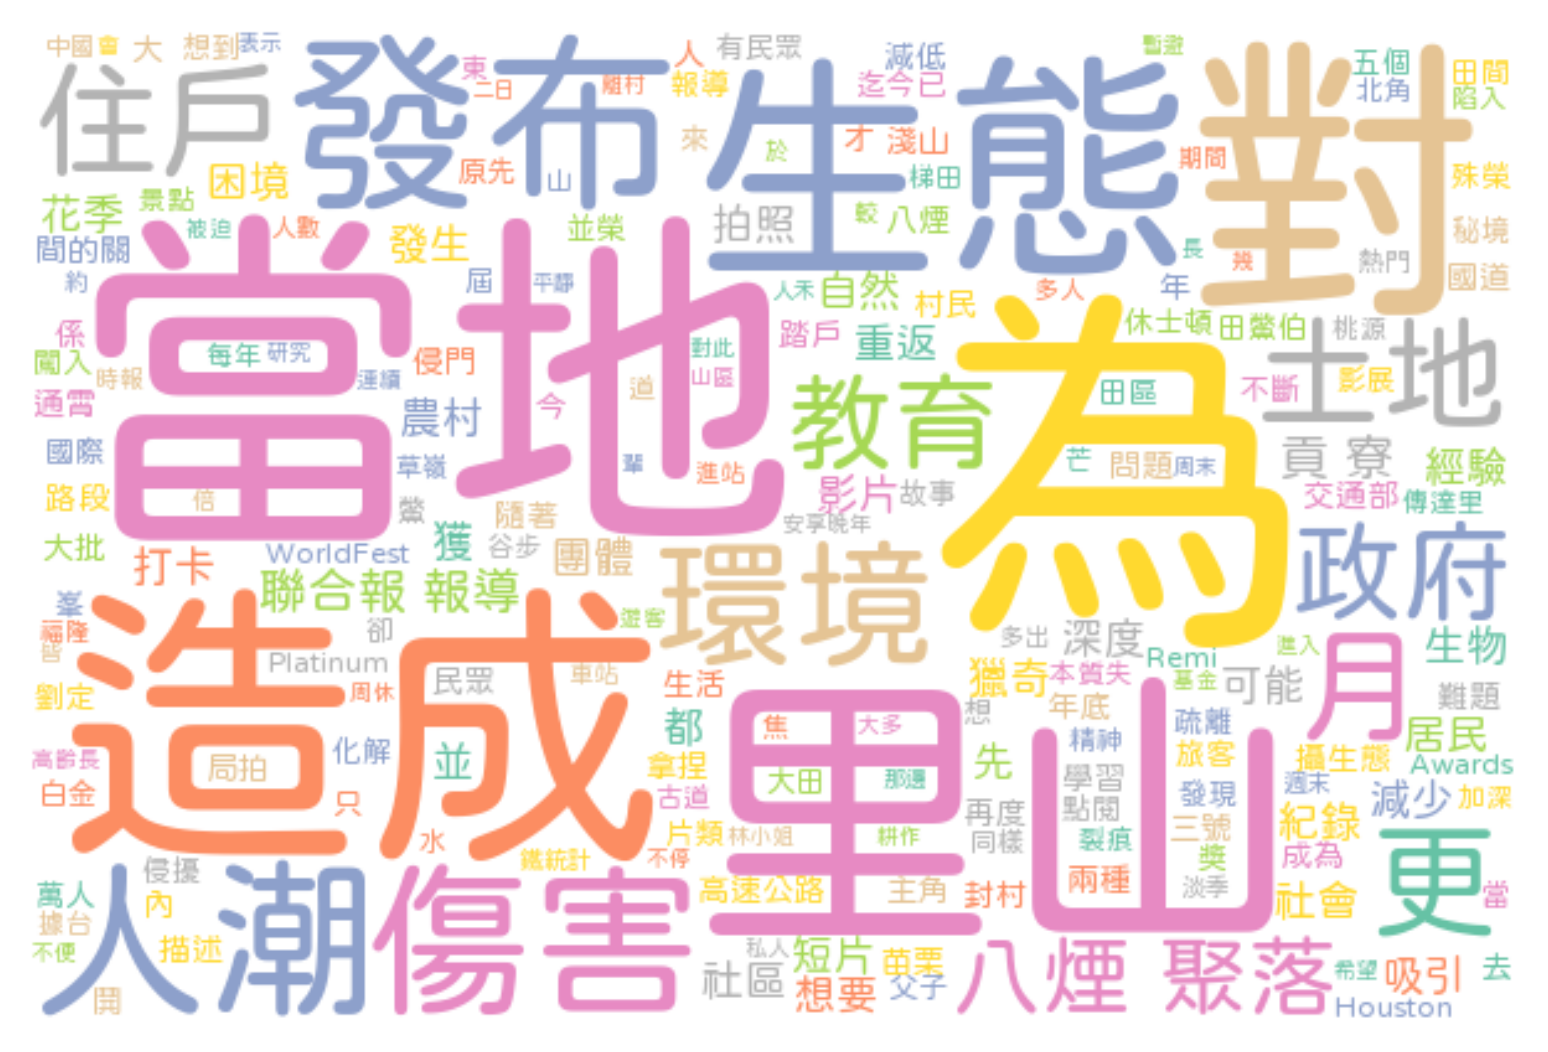 中國 會 大 想到 表示
住戶
發布
生態
對
東
二日
離村
人
報導
有民眾
減低
迄今已
暫避
五個
北角
田間
陷入
花季
景點
困境
原先
山
來
於
才
淺山
梯田
期間
殊榮
間的關
被迫
人數
發生
並榮
拍照
較
八煙
長
幾
熱門
秘境
國道
當地
約
屆
平靜
人禾
自然
村民
多人
年
係
闖入
時報
每年
研究
連續
侵門
對此
山區
踏戶
重返
休士頓
田鱉伯
桃源
土地
為
通霄
農村
今
道
教育
田區
不斷
影展
國際
草嶺
輩
進站
芒
問題
周末
貢寮
經驗
路段
倍
鱉
隨著
影片
故事
交通部
傳達里
大批
打卡
WorldFest
獲
谷步
團體
安享晚年
環境
政府
聯合報
報導
峯
福隆
皆
造成
卻
遊客
多出
深度
Remi
進入
月
生物
Platinum
民眾
車站
獵奇
本質失
基金
可能
劉定
周休
生活
想
年底
疏離
難題
居民
高齡長
局拍
化解
並
都
里山
焦
大多
精神
旅客
攝生態
Awards
白金
只
拿捏
古道
大田
那邊
先
學習
點閱
發現
週末
減少
加深
水
片類
林小姐
耕作
再度
同樣
裂痕
三號
紀錄
成為
更
鐵統計
不停
獎
人潮
侵擾
傷害
高速公路
主角
封村
兩種
淡季
社會
當
萬人
據台
內
不便
描述
私人
社區
短片
苗栗
想要
父子
八煙
聚落
希望
吸引
去
Houston